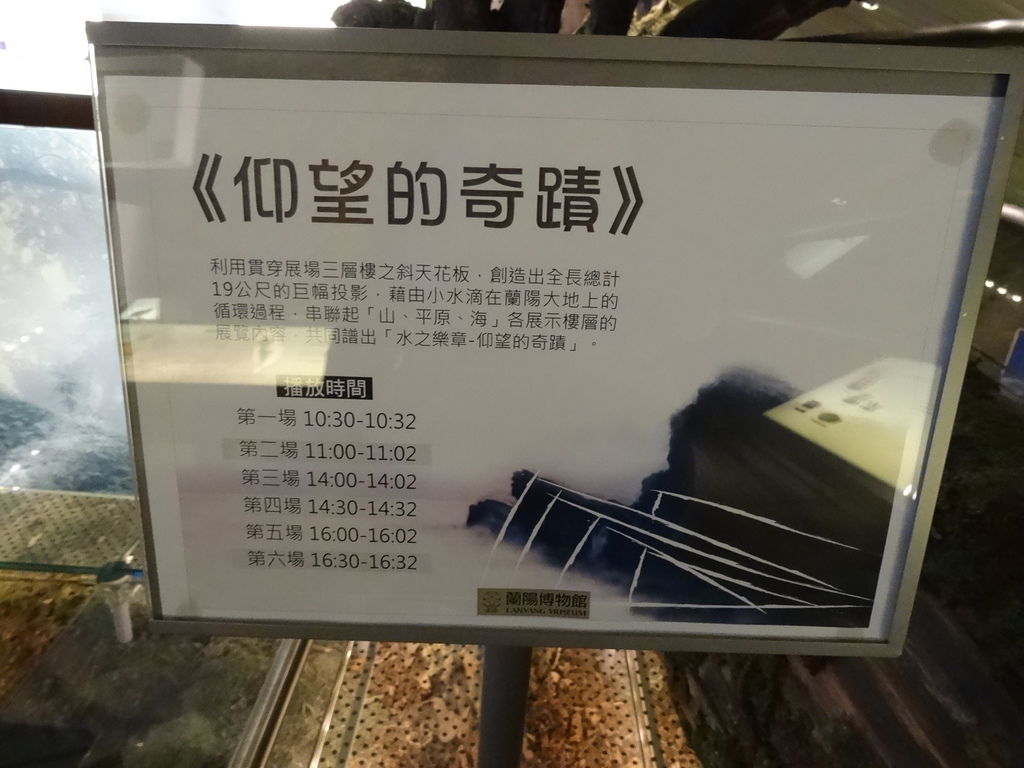 《仰望的奇蹟》
利用貫穿展場三層樓之斜天花板，創造出全長總計
19公尺的巨幅投影，藉由小水滴在蘭陽大地上的
循環過程，串聯起「山、平原、海」各展示樓層的
展覽內容，共同譜出「水之樂章-仰望的奇蹟」。
播放時間
第一場 10:30-10:32
第二場 11:00-11:02
第三場 14:00-14:02
第四場 14:30-14:32
第五場 16:00-16:02
第六場 16:30-16:32
蘭陽博物館
LANYANG MUSEUM